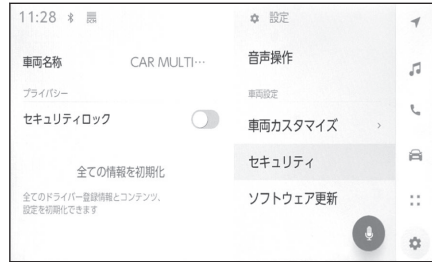 11:28
設定
車両名称 CAR MULTI…
プライバシー
セキュリティロック
全ての情報を初期化
全てのドライバー登録情報とコンテンツ、
設定を初期化できます
音声操作
車両設定
車両カスタマイズ
セキュリティ
ソフトウェア更新